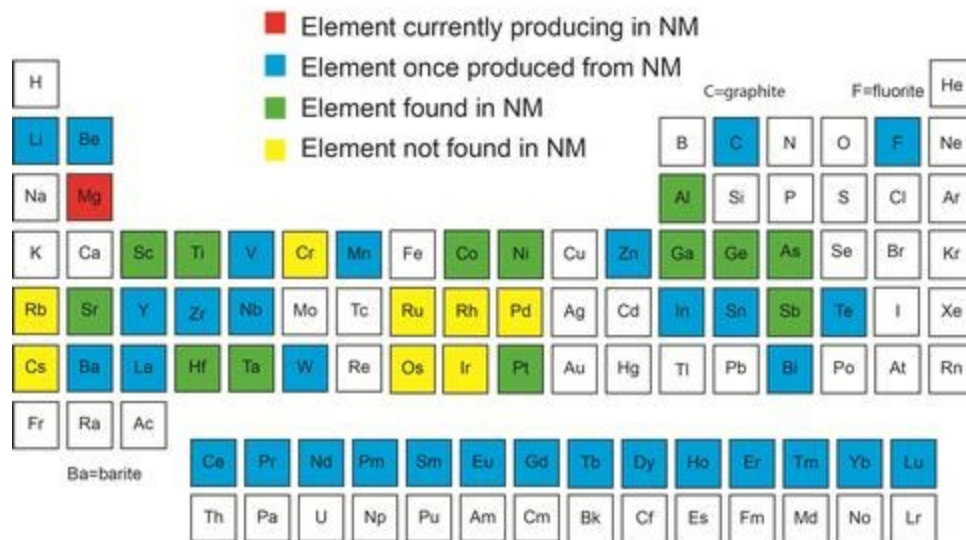 Element currently producing in NM
Element once produced from NM
Element found in NM
Element not found in NM
C=graphite F=fluorite
H He
Li Be B C N O F Ne
Na Mg Al Si P S Cl Ar
K Ca Sc Ti V Cr Mn Fe Co Ni Cu Zn Ga Ge As Se Br Kr
Rb Sr Y Zr Nb Mo Tc Ru Rh Pd Ag Cd In Sn Sb Te I Xe
Cs Ba La Hf Ta W Re Os Ir Pt Au Hg Tl Pb Bi Po At Rn
Fr Ra Ac
Ba=barite
Ce Pr Nd Pm Sm Eu Gd Tb Dy Ho Er Tm Yb Lu
Th Pa U Np Pu Am Cm Bk Cf Es Fm Md No Lr